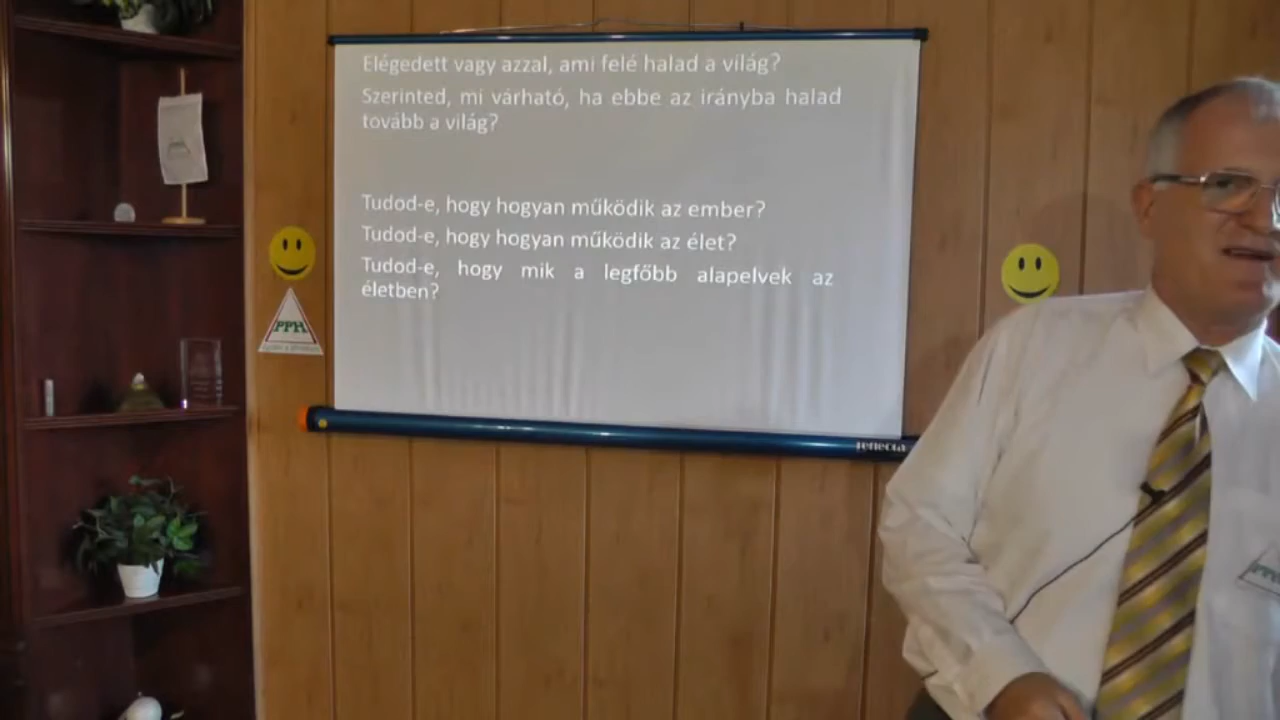 Elégedett vagy azzal, ami felé halad a világ?
Szerinted, mi várható, ha ebbe az irányba halad
tovább a világ?
Tudod-e, hogy hogyan működik az ember?
Tudod-e, hogy hogyan működik az élet?
Tudod-e, hogy mik a legfőbb alapelvek az
életben?
PPH
reflecta